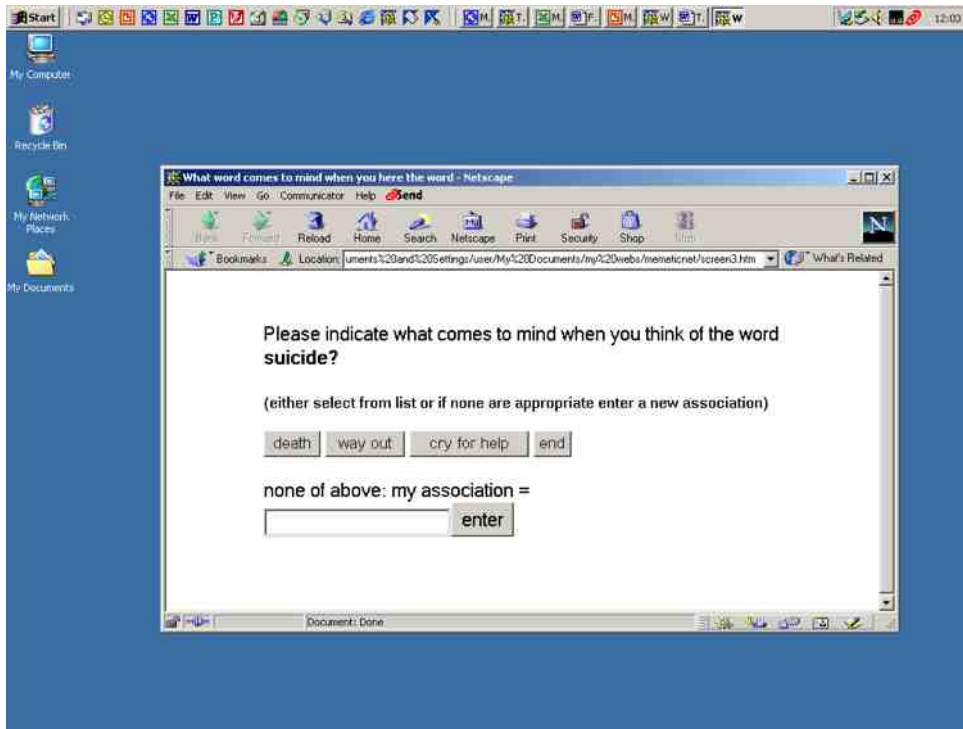 Start
M.
T.
M.
F.
M.
W
T.
W
12:00
My Computer
Recycle Bin
My Network
Places
My Documents
What word comes to mind when you here the word - Netscape
File Edit View Go Communicator Help Send
Back Forward Reload Home Search Netscape Print Security Shop Stop
Bookmarks Location: uments%20and%20Settings/user/My%20Documents/my%20webs/memeticnet/screen3.htm What's Related
Please indicate what comes to mind when you think of the word
suicide?
(either select from list or if none are appropriate enter a new association)
death way out cry for help end
none of above: my association =
enter
Document: Done